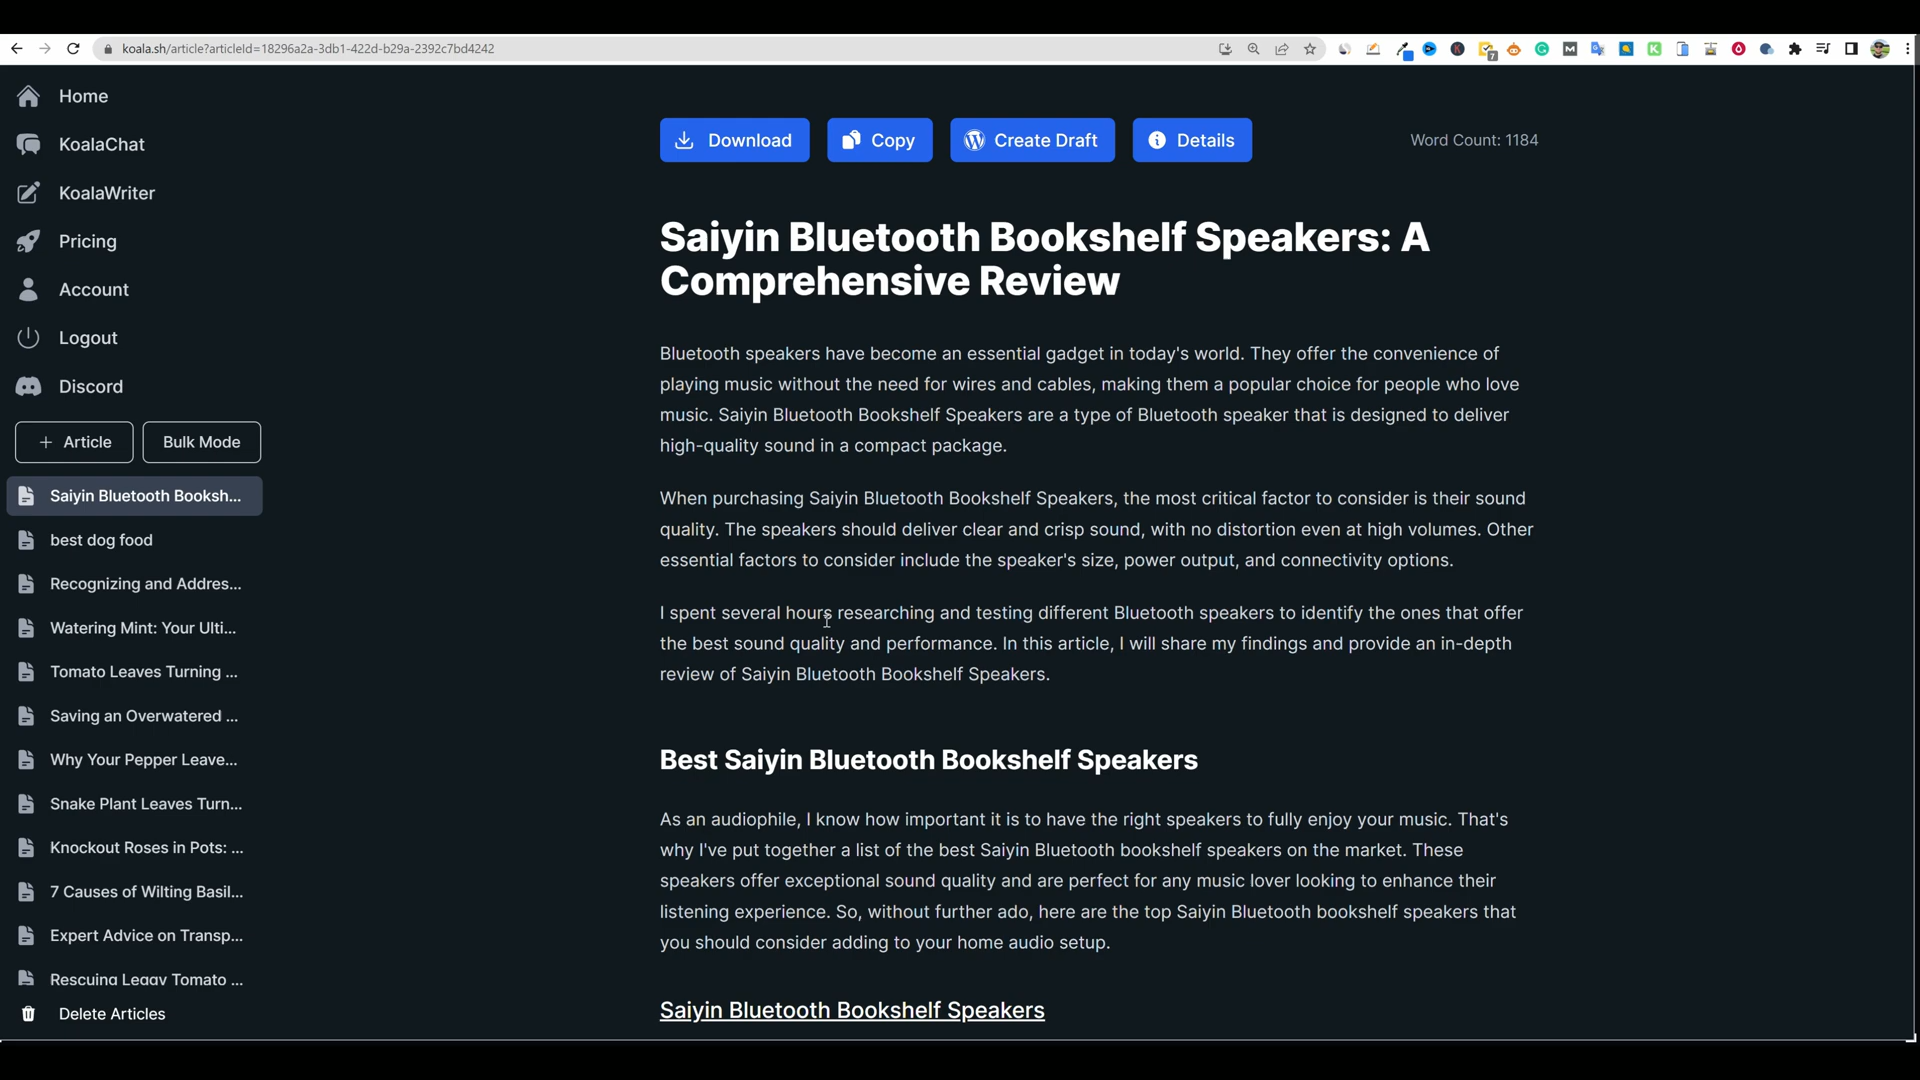 koala.sh/article?articleId=18296a2a-3db1-422d-b29a-2392c7bd4242
Home
KoalaChat
KoalaWriter
Pricing
Account
Logout
Discord
+ Article
Bulk Mode
Saiyin Bluetooth Booksh...
best dog food
Recognizing and Addres...
Watering Mint: Your Ulti...
Tomato Leaves Turning ...
Saving an Overwatered ...
Why Your Pepper Leave...
Snake Plant Leaves Turn...
Knockout Roses in Pots: ...
7 Causes of Wilting Basil...
Expert Advice on Transp...
Rescuing Leggy Tomato ...
Delete Articles
Download
Copy
Create Draft
Details
Word Count: 1184
Saiyin Bluetooth Bookshelf Speakers: A
Comprehensive Review
Bluetooth speakers have become an essential gadget in today's world. They offer the convenience of
playing music without the need for wires and cables, making them a popular choice for people who love
music. Saiyin Bluetooth Bookshelf Speakers are a type of Bluetooth speaker that is designed to deliver
high-quality sound in a compact package.
When purchasing Saiyin Bluetooth Bookshelf Speakers, the most critical factor to consider is their sound
quality. The speakers should deliver clear and crisp sound, with no distortion even at high volumes. Other
essential factors to consider include the speaker's size, power output, and connectivity options.
I spent several hours researching and testing different Bluetooth speakers to identify the ones that offer
the best sound quality and performance. In this article, I will share my findings and provide an in-depth
review of Saiyin Bluetooth Bookshelf Speakers.
Best Saiyin Bluetooth Bookshelf Speakers
As an audiophile, I know how important it is to have the right speakers to fully enjoy your music. That's
why I've put together a list of the best Saiyin Bluetooth bookshelf speakers on the market. These
speakers offer exceptional sound quality and are perfect for any music lover looking to enhance their
listening experience. So, without further ado, here are the top Saiyin Bluetooth bookshelf speakers that
you should consider adding to your home audio setup.
Saiyin Bluetooth Bookshelf Speakers